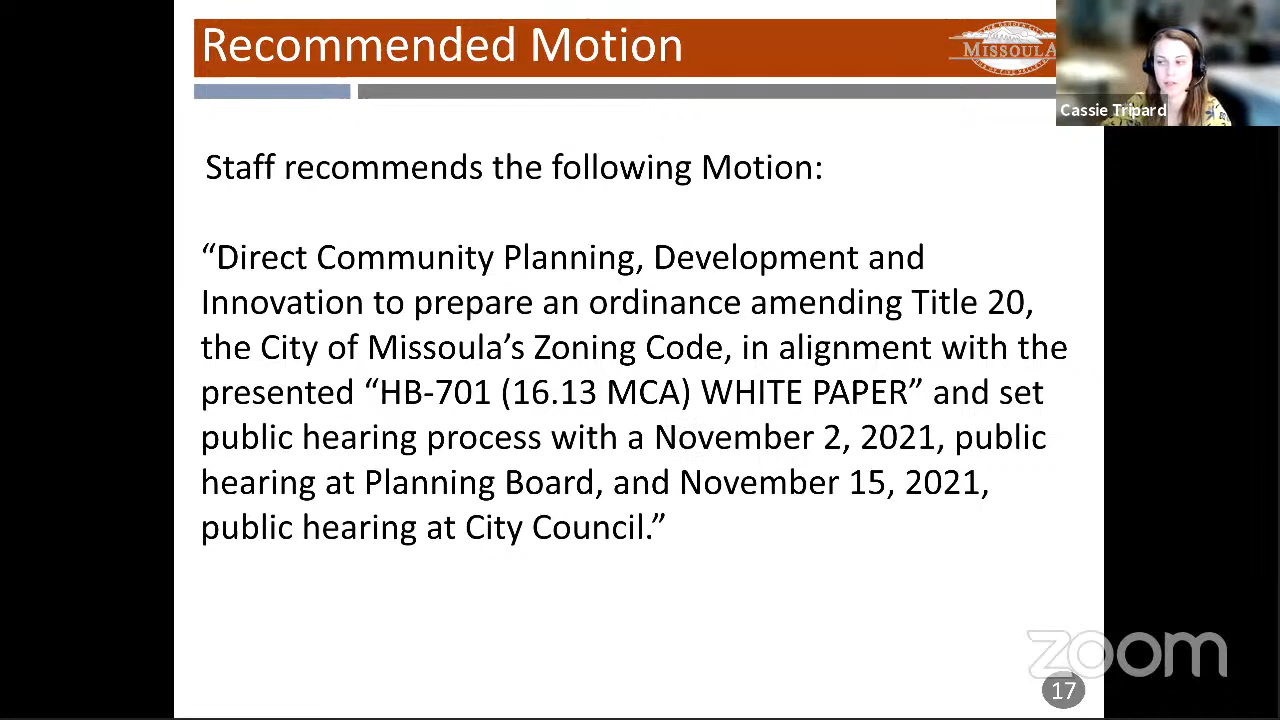 Recommended Motion
MISSOULA
Cassie Tripard
Staff recommends the following Motion:
“Direct Community Planning, Development and
Innovation to prepare an ordinance amending Title 20,
the City of Missoula’s Zoning Code, in alignment with the
presented “HB-701 (16.13 MCA) WHITE PAPER” and set
public hearing process with a November 2, 2021, public
hearing at Planning Board, and November 15, 2021,
public hearing at City Council.”
zoom
17